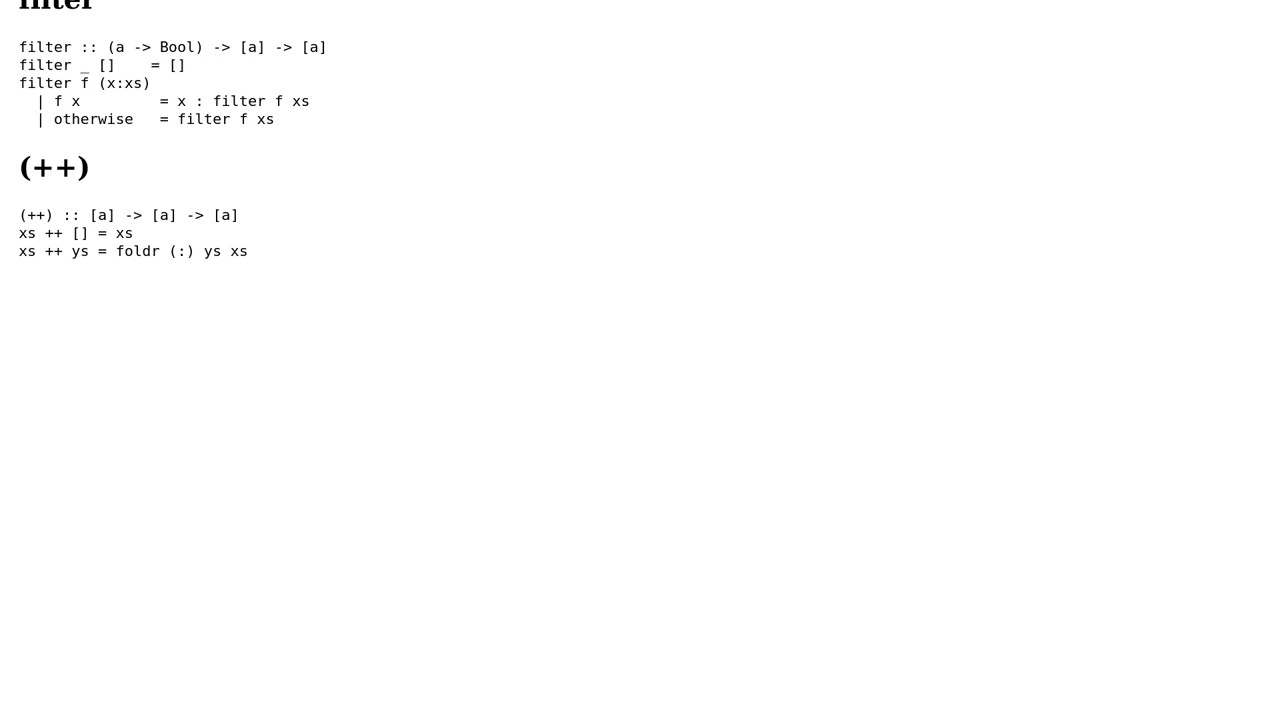 filter
filter :: (a -> Bool) -> [a] -> [a]
filter _ []    = []
filter f (x:xs)
  | f x         = x : filter f xs
  | otherwise   = filter f xs
(++)
(++) :: [a] -> [a] -> [a]
xs ++ [] = xs
xs ++ ys = foldr (:) ys xs